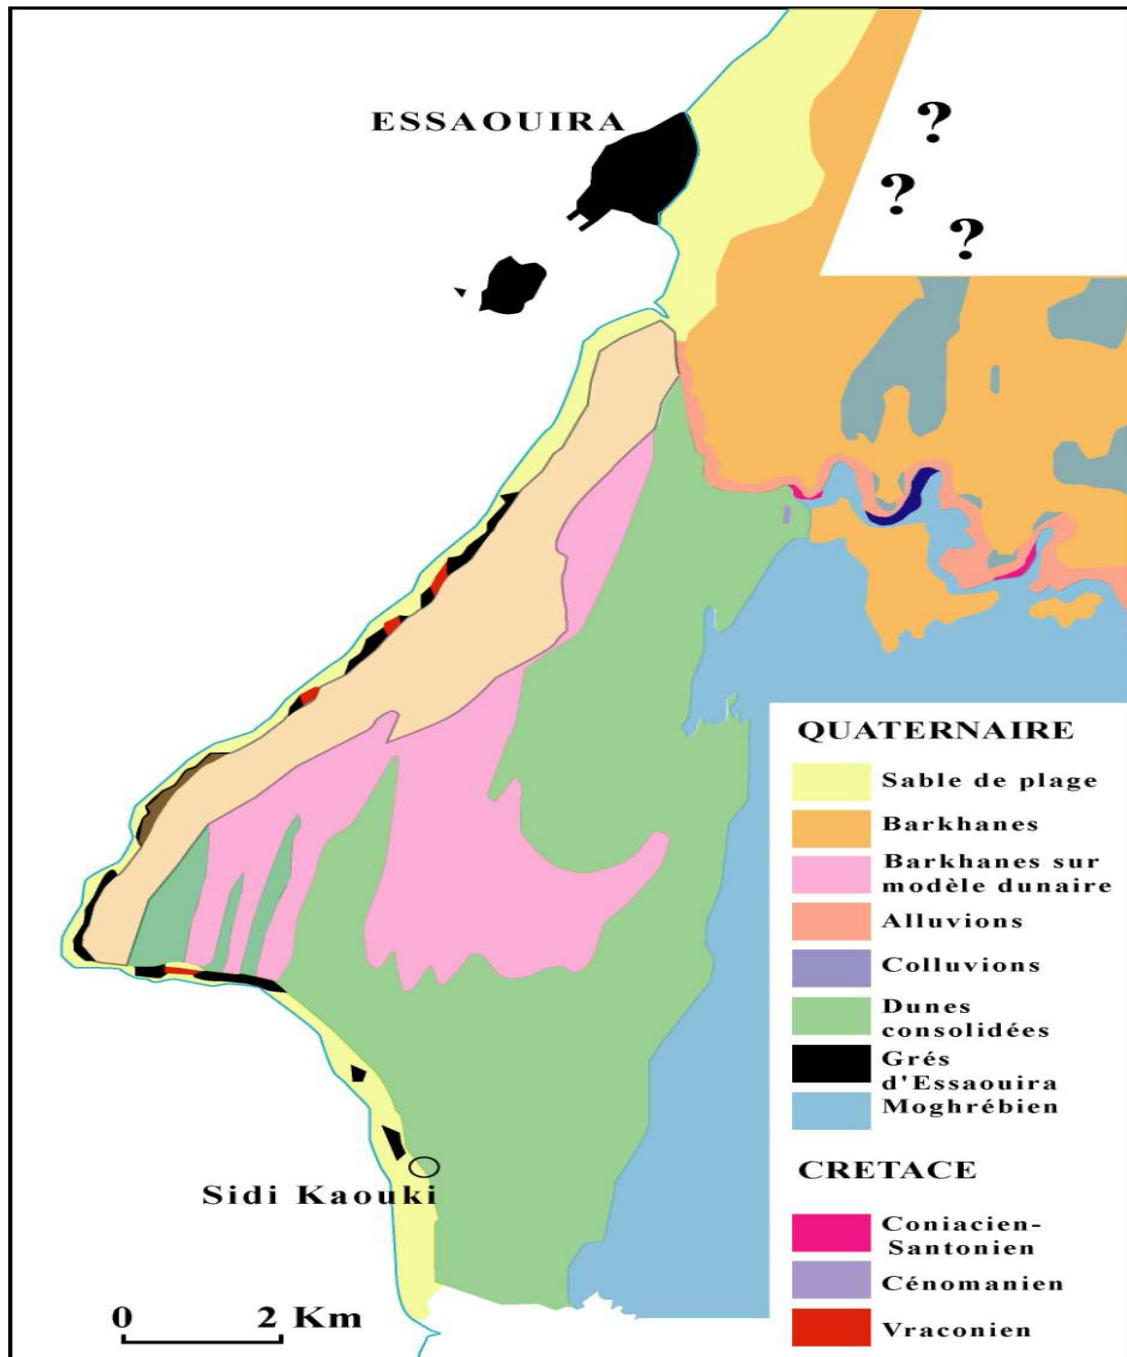 ESSAOUIRA
?
?
?
QUATERNAIRE
Sable de plage
Barkhanes
Barkhanes sur
modèle dunaire
Alluvions
Colluvions
Dunes
consolidées
Grés
d'Essaouira
Moghrébien
CRETACE
Coniacien-
Santonien
Cénomanien
Vraconien
Sidi Kaouki
0 2 Km